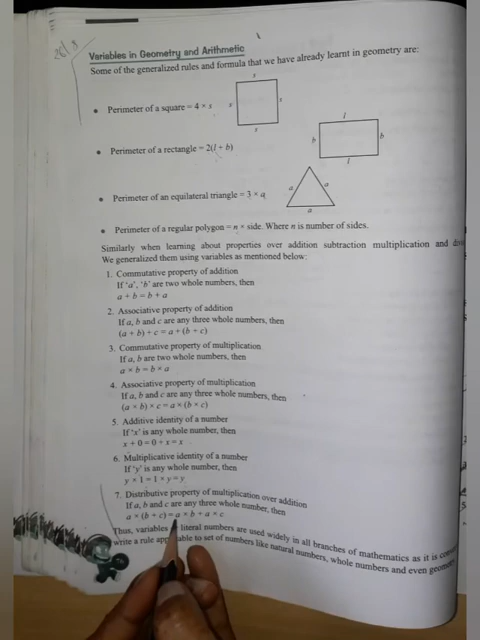 26/3
Variables in Geometry and Arithmetic
Some of the generalized rules and formula that we have already learnt in geometry are:
s
• Perimeter of a square = 4 × s
s
s
s
l
• Perimeter of a rectangle = 2(l + b)
b
b
l
• Perimeter of an equilateral triangle = 3 × a
a
a
a
• Perimeter of a regular polygon = n × side. Where n is number of sides.
Similarly when learning about properties over addition subtraction multiplication and
We generalized them using variables as mentioned below:
1. Commutative property of addition
If 'a', 'b' are two whole numbers, then
a + b = b + a
2. Associative property of addition
If a, b and c are any three whole numbers, then
(a + b) + c = a + (b + c)
3. Commutative property of multiplication
If a, b are two whole numbers, then
a × b = b × a
4. Associative property of multiplication
If a, b and c are any three whole numbers, then
(a × b) × c = a × (b × c)
5. Additive identity of a number
If 'x' is any whole number, then
x + 0 = 0 + x = x
6. Multiplicative identity of a number
If 'y' is any whole number, then
y × 1 = 1 × y = y
7. Distributive property of multiplication over addition
If a, b and c are any three whole numbers, then
a × (b + c) = a × b + a × c
Thus, variables literal numbers are used widely in all branches of mathematics as it is
write a rule to set of numbers like natural numbers, whole numbers and even